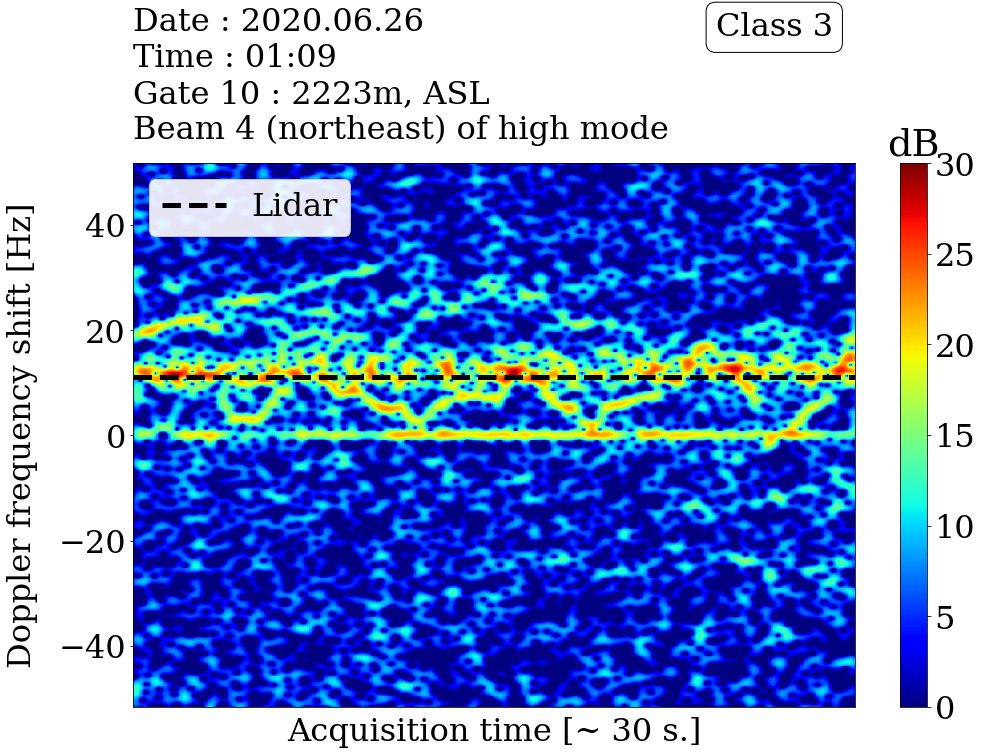 Date : 2020.06.26
Class 3
Time : 01:09
Gate 10 : 2223m, ASL
Beam 4 (northeast) of high mode
dB
Lidar
Doppler frequency shift [Hz]
40
20
0
−20
−40
30
25
20
15
10
5
0
Acquisition time [~ 30 s.]